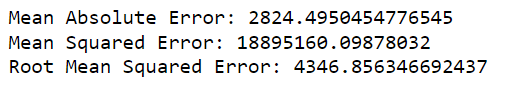 Mean Absolute Error: 2824.4950454776545
Mean Squared Error: 18895160.09878032
Root Mean Squared Error: 4346.856346692437